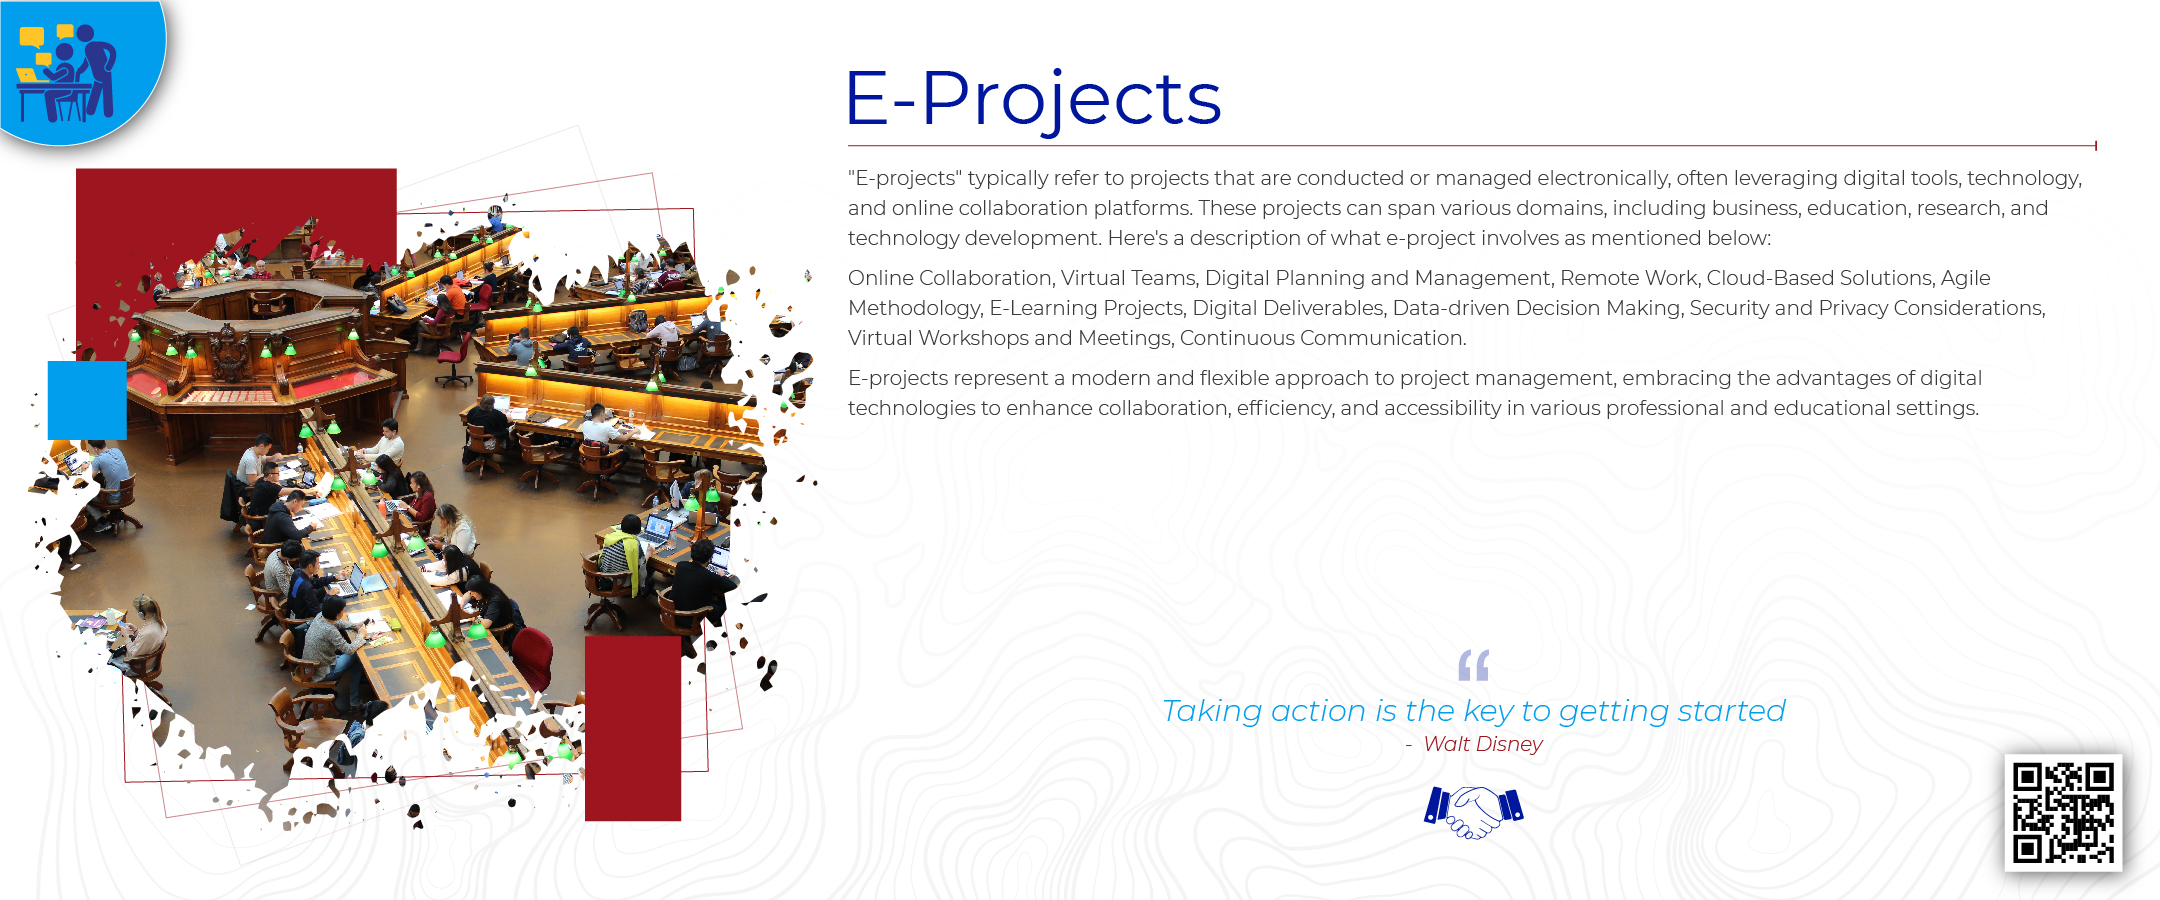 E-Projects
"E-projects" typically refer to projects that are conducted or managed electronically, often leveraging digital tools, technology,
and online collaboration platforms. These projects can span various domains, including business, education, research, and
technology development. Here's a description of what e-project involves as mentioned below:
Online Collaboration, Virtual Teams, Digital Planning and Management, Remote Work, Cloud-Based Solutions, Agile
Methodology, E-Learning Projects, Digital Deliverables, Data-driven Decision Making, Security and Privacy Considerations,
Virtual Workshops and Meetings, Continuous Communication.
E-projects represent a modern and flexible approach to project management, embracing the advantages of digital
technologies to enhance collaboration, efficiency, and accessibility in various professional and educational settings.
“
Taking action is the key to getting started
- Walt Disney